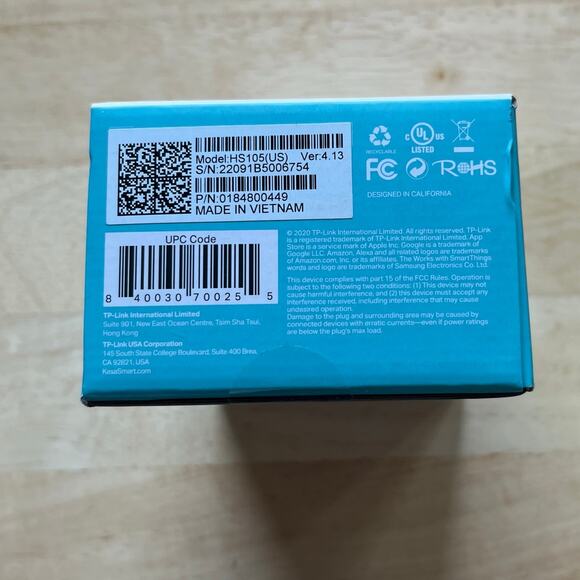 Model:HS105(US) Ver:4.13
S/N:22091B5006754
P/N:0184800449
MADE IN VIETNAM
RECYCLABLE
C UL US
LISTED
FC RoHS
DESIGNED IN CALIFORNIA
UPC Code
8 40030 70025 5
TP-Link International Limited
Suite 901, New East Ocean Centre, Tsim Sha Tsui,
Hong Kong
TP-Link USA Corporation
145 South State College Boulevard, Suite 400 Brea,
CA 92821, USA
KasaSmart.com
© 2020 TP-Link International Limited. All rights reserved. TP-Link
is a registered trademark of TP-Link International Limited. App
Store is a service mark of Apple Inc. Google is a trademark of
Google LLC. Amazon, Alexa and all related logos are trademarks
of Amazon.com, Inc. or its affiliates. The Works with SmartThings
words and logo are trademarks of Samsung Electronics Co. Ltd.
This device complies with part 15 of the FCC Rules. Operation is
subject to the following two conditions: (1) This device may not
cause harmful interference, and (2) this device must accept any
interference received, including interference that may cause
undesired operation.
Damage to the plug and surrounding area may be caused by
connected devices with erratic currents—even if power ratings
are below the plug's max load.